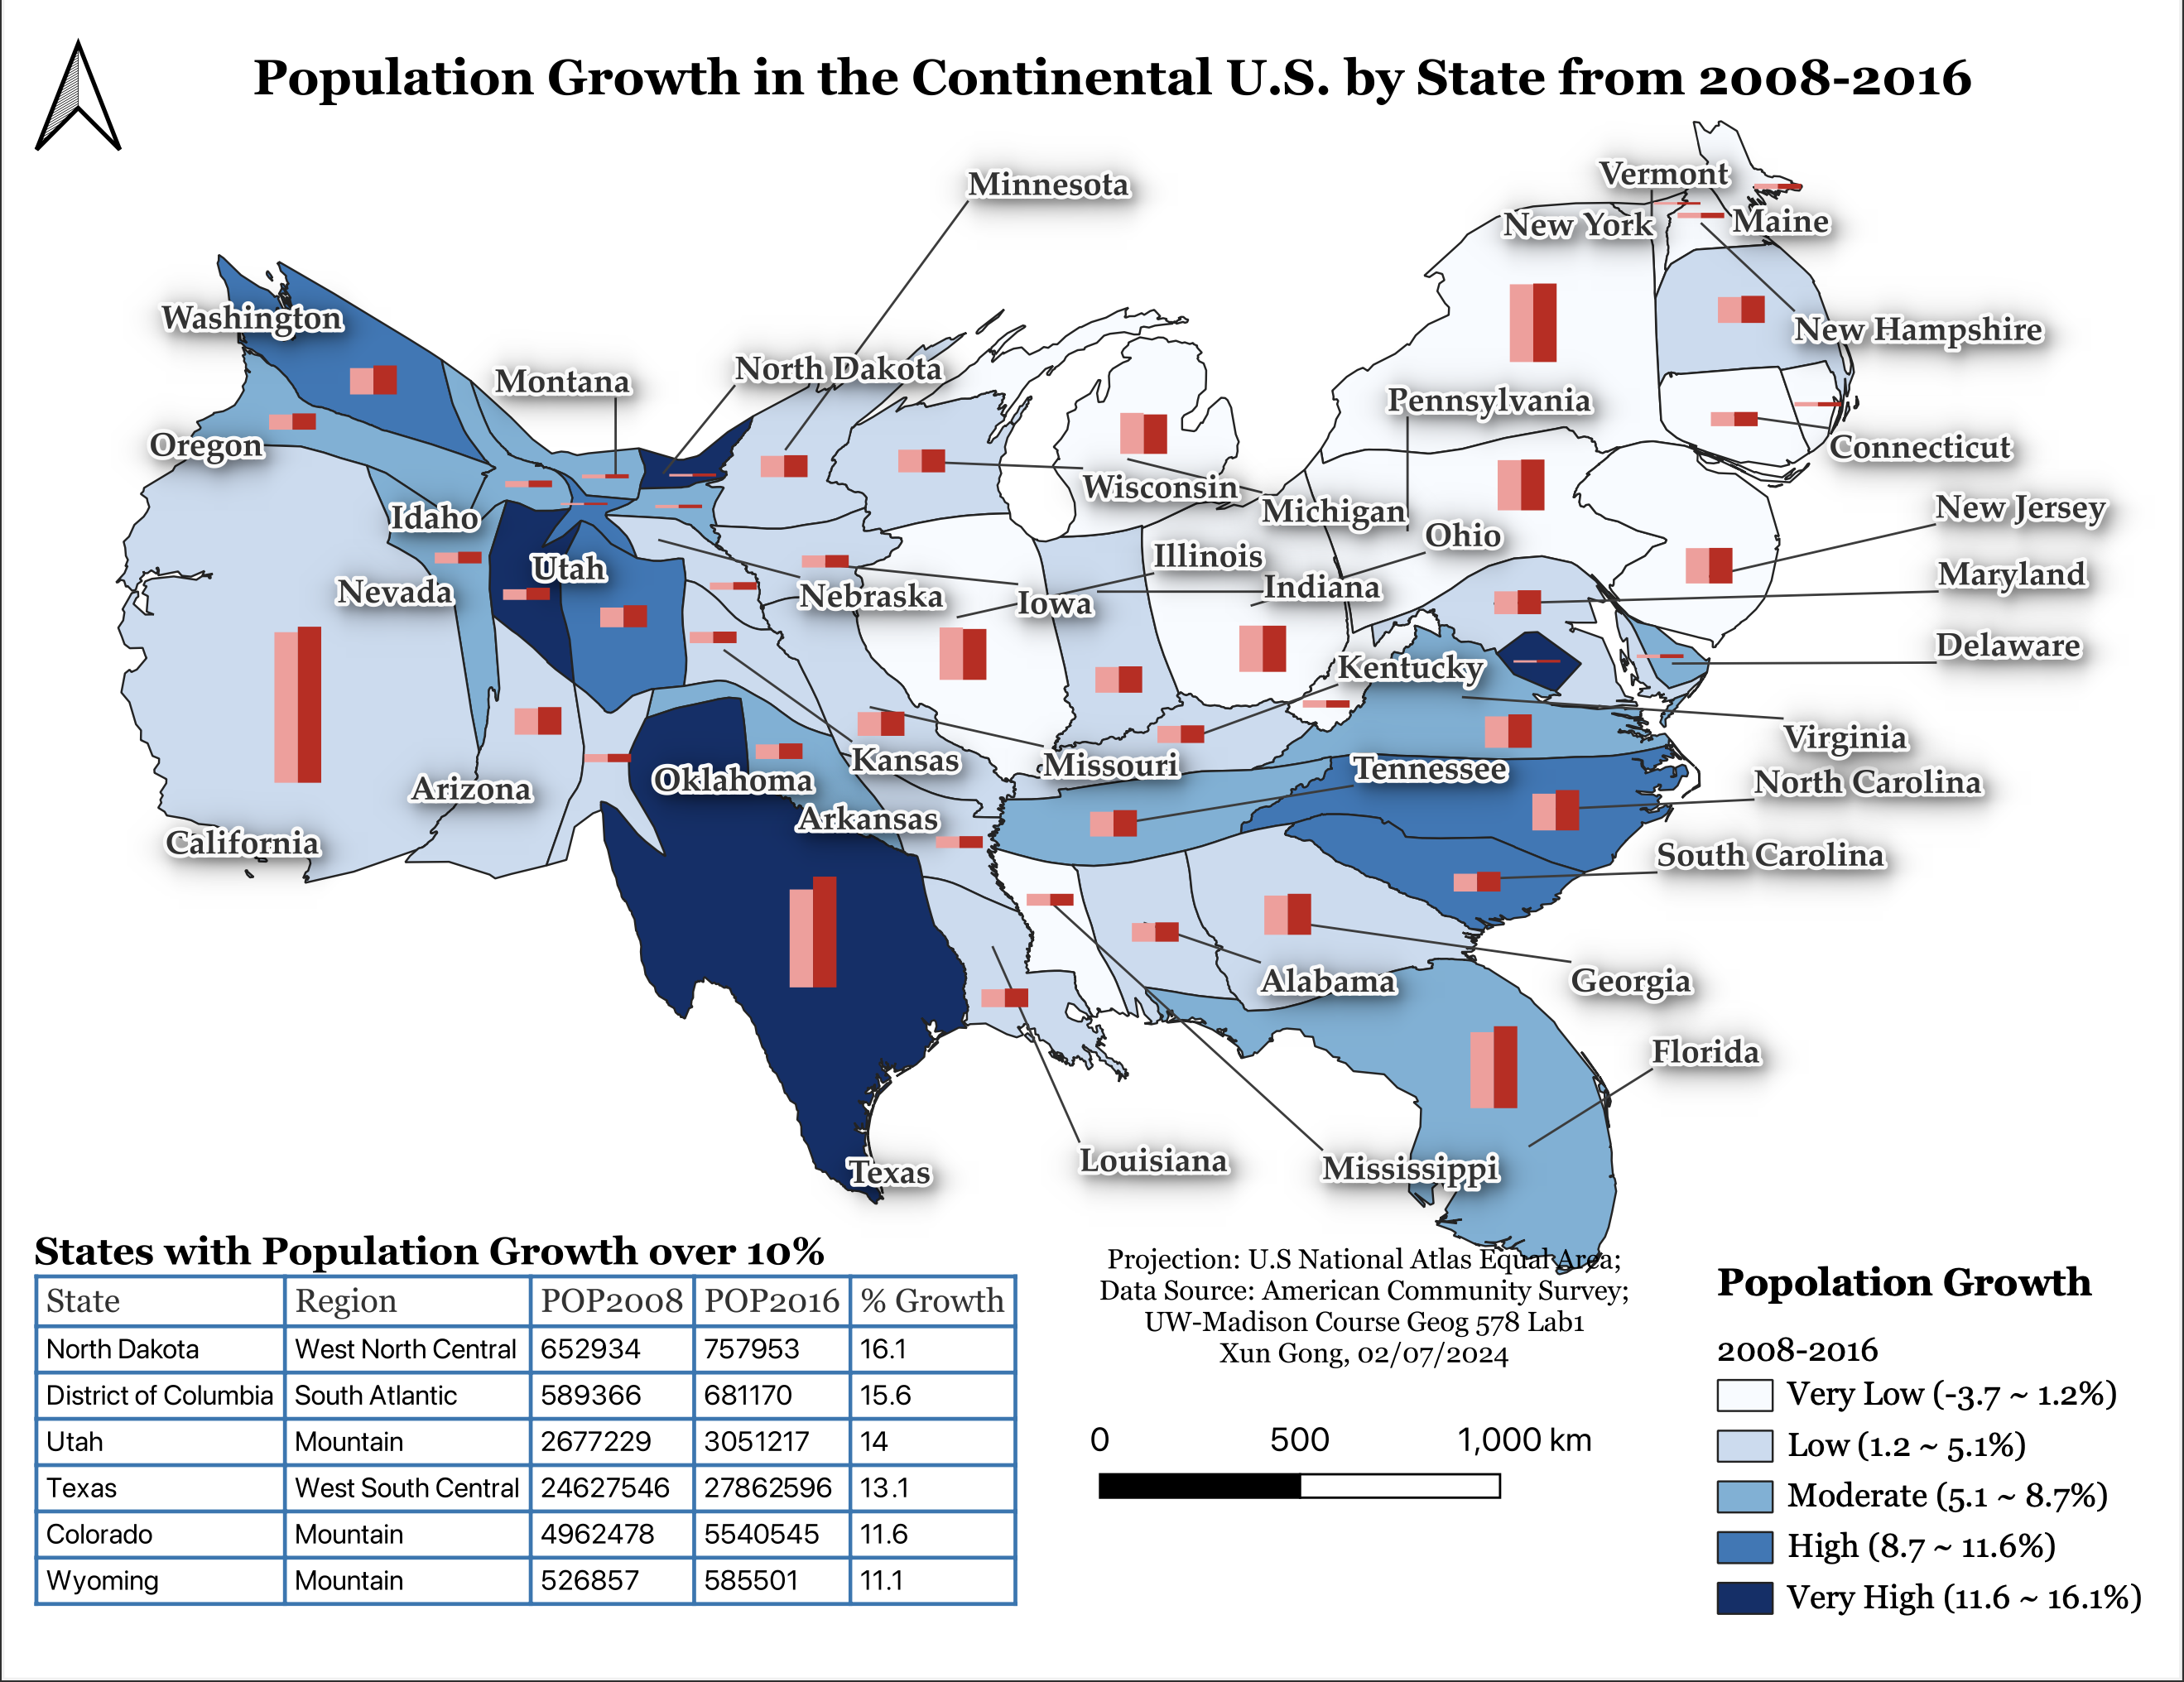 Population Growth in the Continental U.S. by State from 2008-2016
Minnesota
Vermont
New York
Maine
Washington
New Hampshire
Montana
North Dakota
Pennsylvania
Oregon
Connecticut
Wisconsin
Michigan
New Jersey
Idaho
Ohio
Utah
Illinois
Maryland
Nevada
Nebraska
Iowa
Indiana
Delaware
Kentucky
Virginia
Kansas
Missouri
Tennessee
North Carolina
Arizona
Oklahoma
Arkansas
California
South Carolina
Alabama
Georgia
Florida
Texas
Louisiana
Mississippi
States with Population Growth over 10%
State Region POP2008 POP2016 % Growth
North Dakota West North Central 652934 757953 16.1
District of Columbia South Atlantic 589366 681170 15.6
Utah Mountain 2677229 3051217 14
Texas West South Central 24627546 27862596 13.1
Colorado Mountain 4962478 5540545 11.6
Wyoming Mountain 526857 585501 11.1
Projection: U.S National Atlas Equal Area;
Data Source: American Community Survey;
UW-Madison Course Geog 578 Lab1
Xun Gong, 02/07/2024
0 500 1,000 km
Popolation Growth
2008-2016
Very Low (-3.7 ~ 1.2%)
Low (1.2 ~ 5.1%)
Moderate (5.1 ~ 8.7%)
High (8.7 ~ 11.6%)
Very High (11.6 ~ 16.1%)